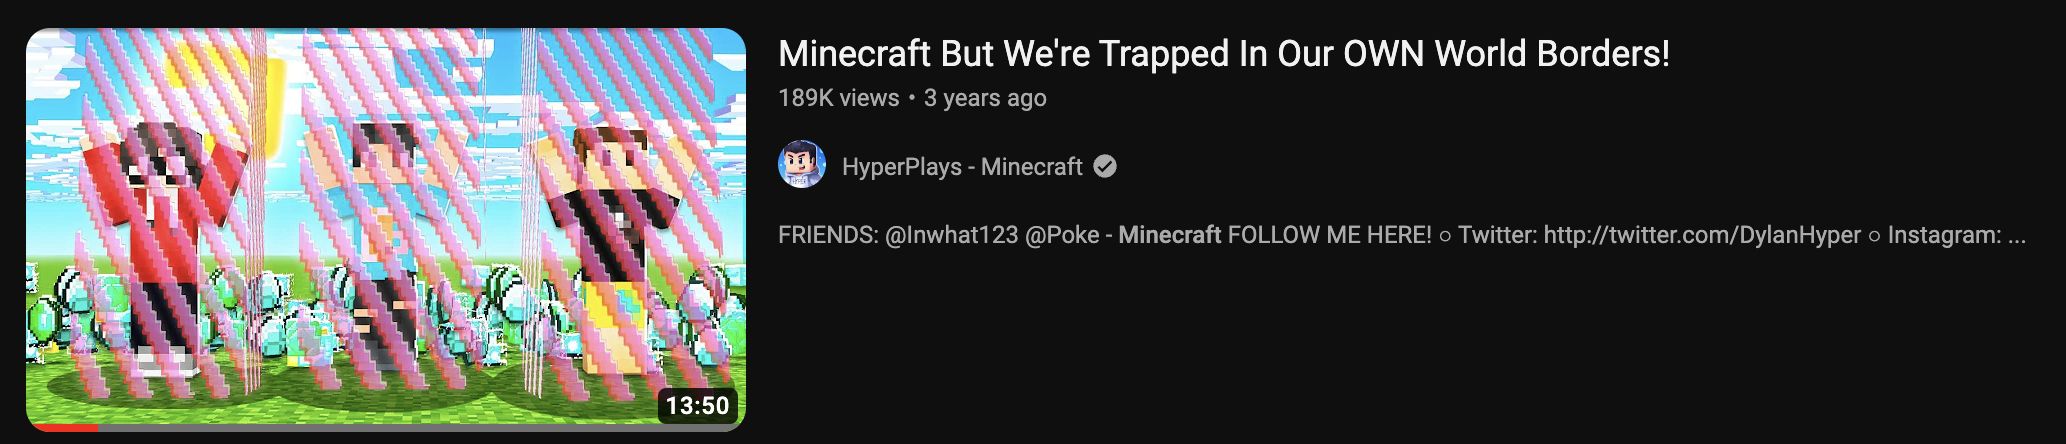 Minecraft But We're Trapped In Our OWN World Borders!
189K views • 3 years ago
HyperPlays - Minecraft
FRIENDS: @Inwhat123 @Poke - Minecraft FOLLOW ME HERE! ○ Twitter: http://twitter.com/DylanHyper ○ Instagram: ...
13:50